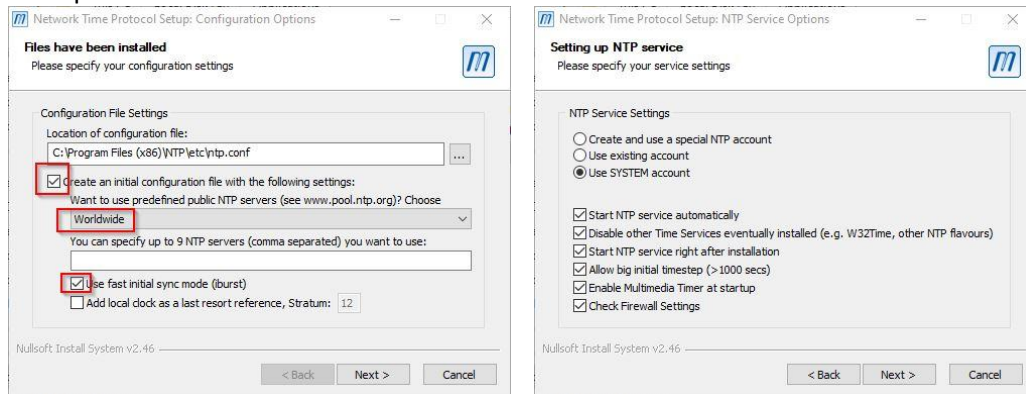 Network Time Protocol Setup: Configuration Options
Files have been installed
Please specify your configuration settings
Configuration File Settings
Location of configuration file:
C:\Program Files (x86)\NTP\etc\ntp.conf
...
Create an initial configuration file with the following settings:
Want to use predefined public NTP servers (see www.pool.ntp.org)? Choose
Worldwide
You can specify up to 9 NTP servers (comma separated) you want to use:
Use fast initial sync mode (iburst)
Add local clock as a last resort reference, Stratum: 12
Nullsoft Install System v2.46
< Back Next > Cancel
Network Time Protocol Setup: NTP Service Options
Setting up NTP service
Please specify your service settings
NTP Service Settings
Create and use a special NTP account
Use existing account
Use SYSTEM account
Start NTP service automatically
Disable other Time Services eventually installed (e.g. W32Time, other NTP flavours)
Start NTP service right after installation
Allow big initial timestep (>1000 secs)
Enable Multimedia Timer at startup
Check Firewall Settings
Nullsoft Install System v2.46
< Back Next > Cancel